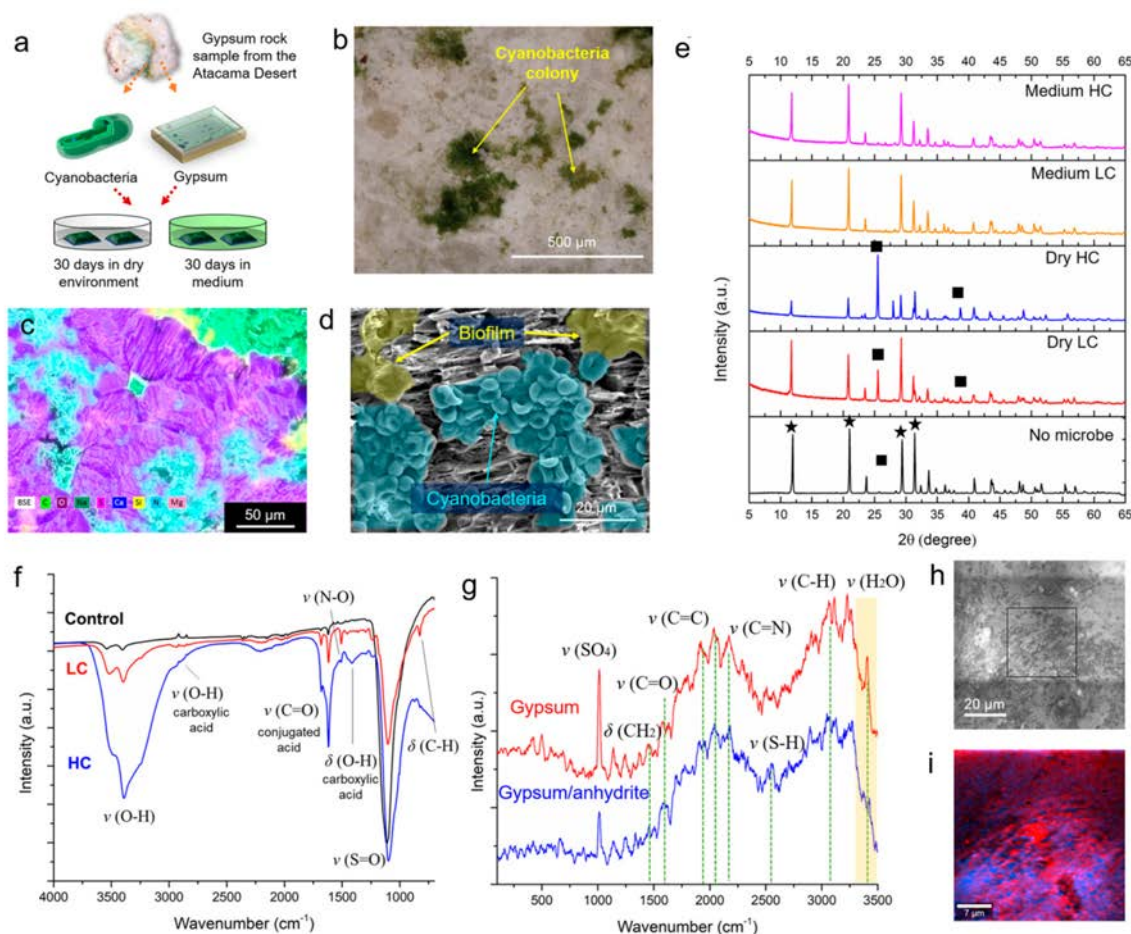 a
Gypsum rock
sample from the
Atacama Desert
Cyanobacteria
Gypsum
30 days in dry
environment
30 days in
medium
b
Cyanobacteria
colony
500 µm
c
BSE C O Na S Ca Si N Mg
50 µm
d
Biofilm
Cyanobacteria
20 µm
e
5 10 15 20 25 30 35 40 45 50 55 60 65
Medium HC
Medium LC
Dry HC
Dry LC
No microbe
Intensity (a.u.)
5 10 15 20 25 30 35 40 45 50 55 60 65
2θ (degree)
f
Control
LC
HC
ν (N-O)
ν (O-H)
carboxylic
acid
ν (C=O)
conjugated
acid
δ (O-H)
carboxylic
acid
δ (C-H)
ν (O-H)
ν (S=O)
Intensity (a.u.)
4000 3500 3000 2500 2000 1500 1000
Wavenumber (cm⁻¹)
g
ν (C-H)
ν (H₂O)
ν (C=C)
ν (C=N)
ν (SO₄)
ν (C=O)
Gypsum
δ (CH₂)
ν (S-H)
Gypsum/anhydrite
Intensity (a.u.)
500 1000 1500 2000 2500 3000 3500
Wavenumber (cm⁻¹)
h
20 µm
i
7 µm